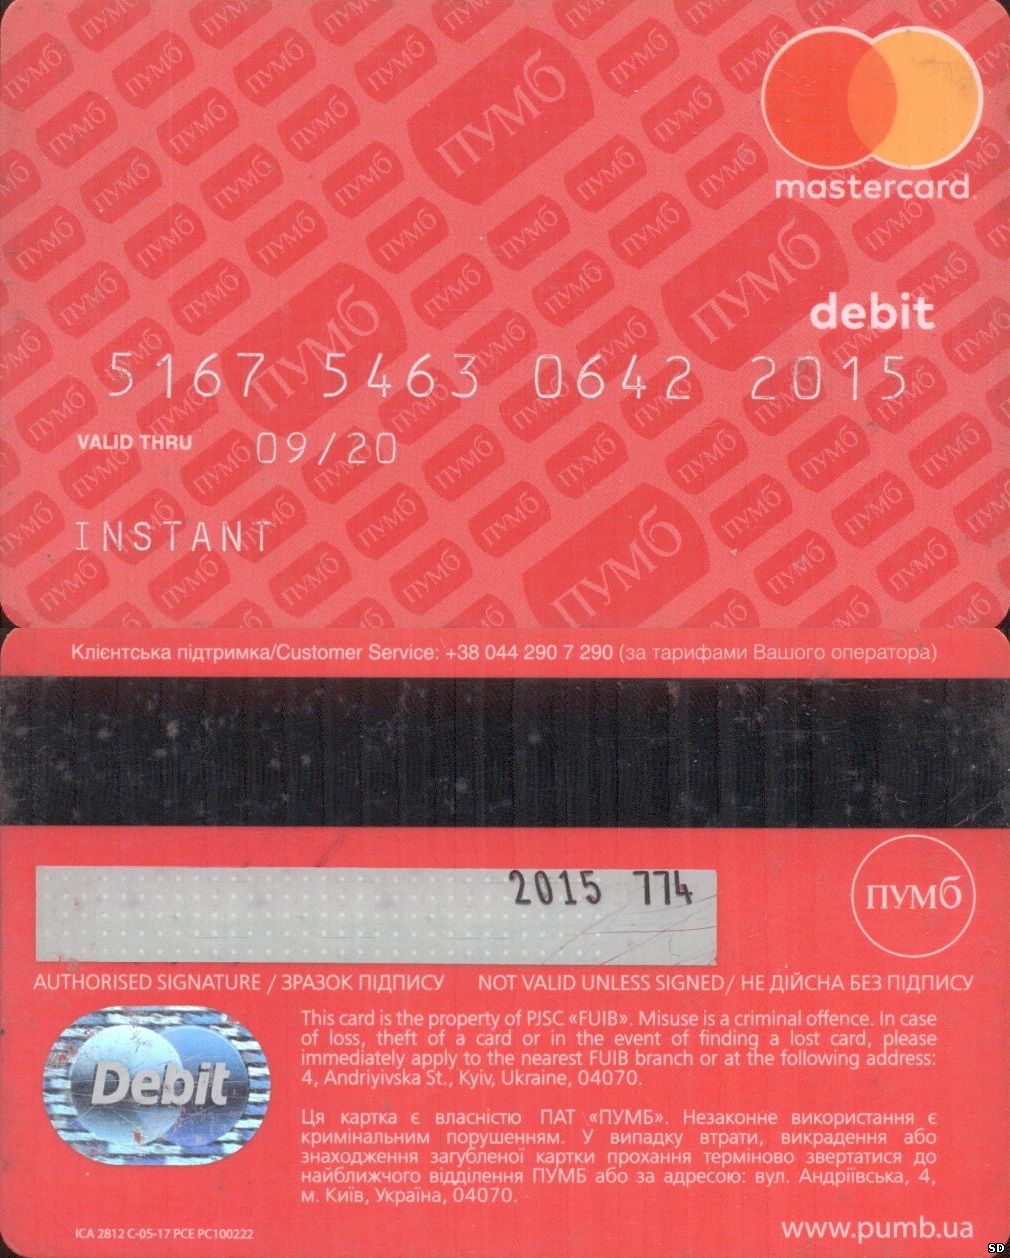 mastercard
debit
5167 5463 0642 2015
VALID THRU 09/20
INSTANT
Клієнтська підтримка/Customer Service: +38 044 290 7 290 (за тарифами Вашого оператора)
2015 774
ПУМБ
AUTHORISED SIGNATURE / ЗРАЗОК ПІДПИСУ NOT VALID UNLESS SIGNED/ НЕ ДІЙСНА БЕЗ ПІДПИСУ
Debit
This card is the property of PJSC «FUIB». Misuse is a criminal offence. In case
of loss, theft of a card or in the event of finding a lost card, please
immediately apply to the nearest FUIB branch or at the following address:
4, Andriyivska St., Kyiv, Ukraine, 04070.
Ця картка є власністю ПАТ «ПУМБ». Незаконне використання є
кримінальним порушенням. У випадку втрати, викрадення або
знаходження загубленої картки прохання терміново звертатися до
найближчого відділення ПУМБ або за адресою: вул. Андріївська, 4,
м. Київ, Україна, 04070.
ICA 2812 C-05-17 PCE PC100222
www.pumb.ua
SD